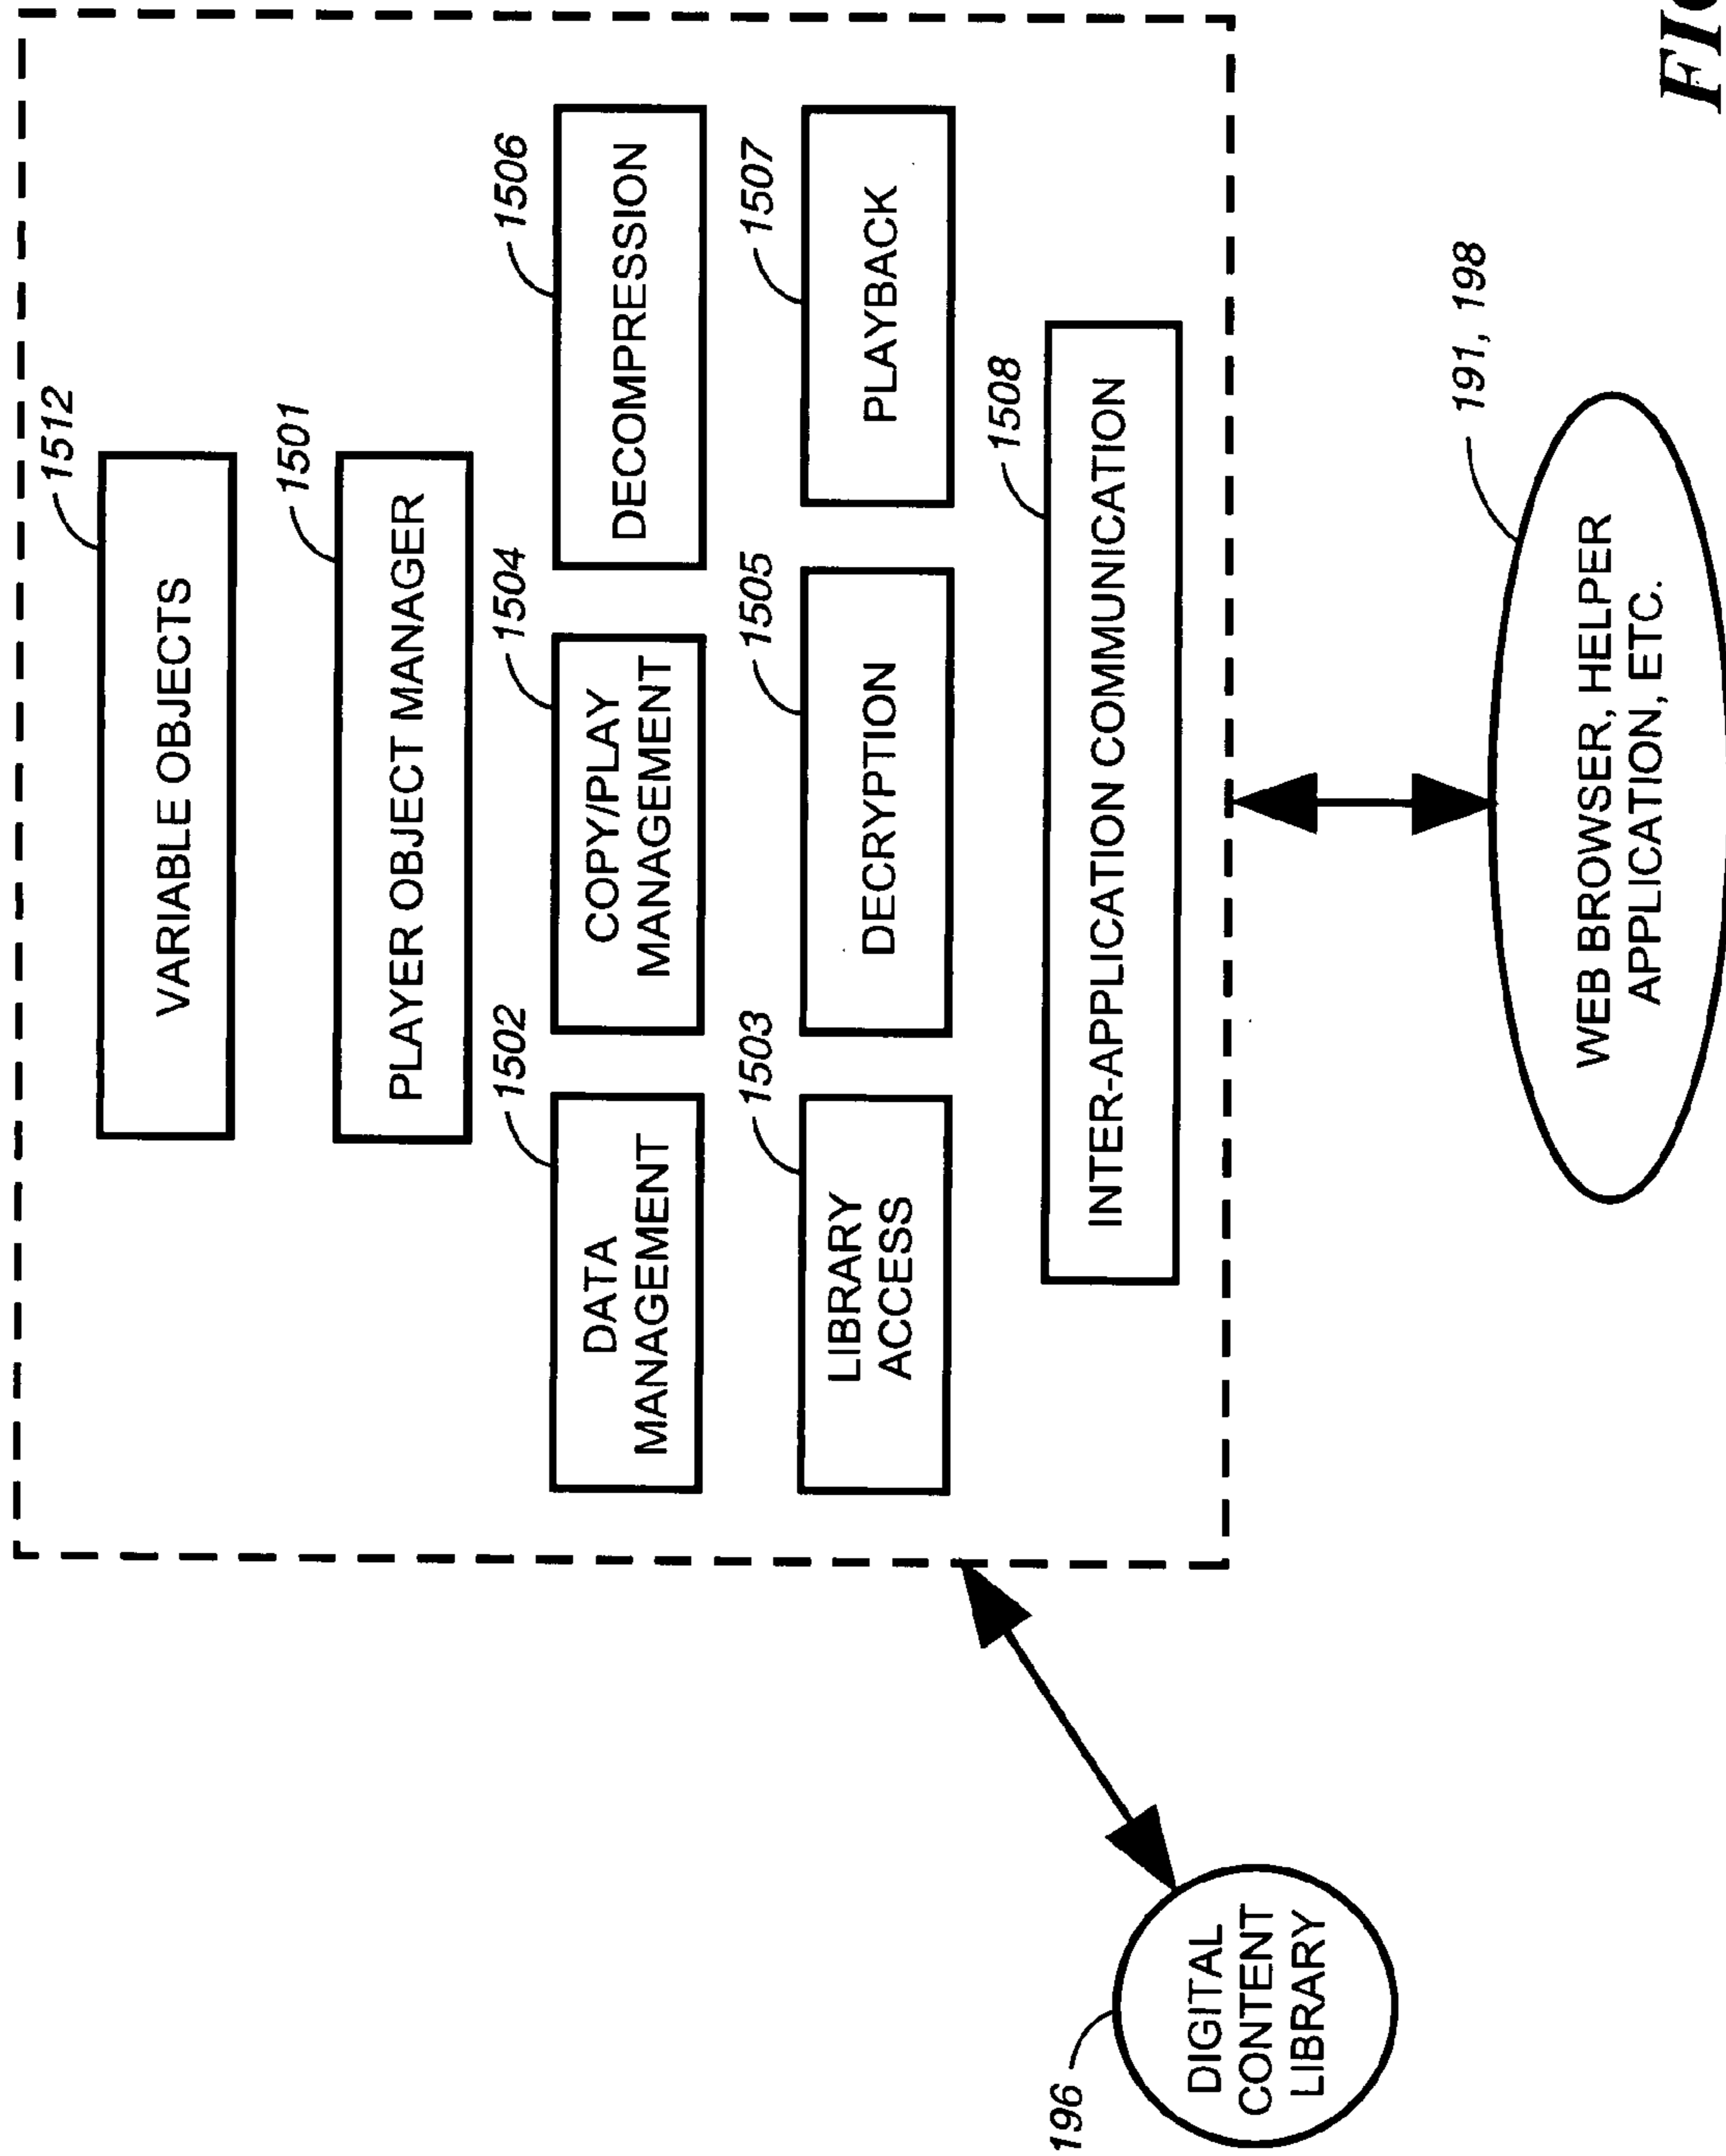 1512
VARIABLE OBJECTS
1501
PLAYER OBJECT MANAGER
1502
DATA
MANAGEMENT
1504
COPY/PLAY
MANAGEMENT
1506
DECOMPRESSION
1503
LIBRARY
ACCESS
1505
DECRYPTION
1507
PLAYBACK
1508
INTER-APPLICATION COMMUNICATION
196
DIGITAL
CONTENT
LIBRARY
191, 198
WEB BROWSER, HELPER
APPLICATION, ETC.